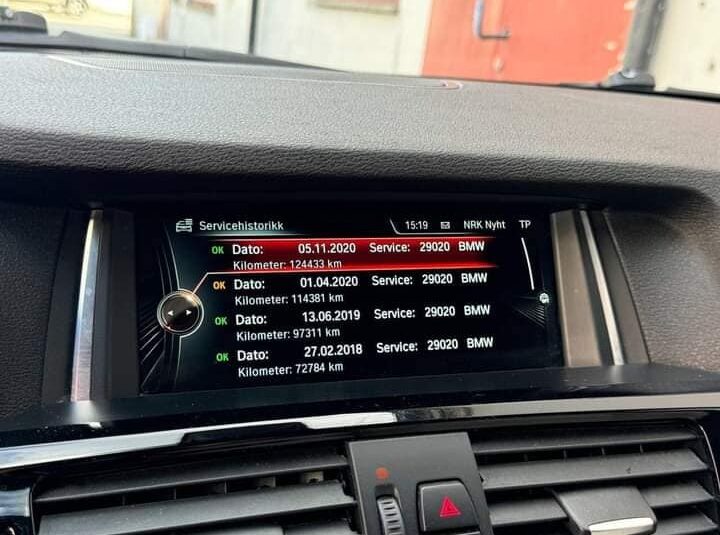 Servicehistorikk 15:19 NRK Nyht TP
OK Dato: 05.11.2020 Service: 29020 BMW
Kilometer: 124433 km
OK Dato: 01.04.2020 Service: 29020 BMW
Kilometer: 114381 km
OK Dato: 13.06.2019 Service: 29020 BMW
Kilometer: 97311 km
OK Dato: 27.02.2018 Service: 29020 BMW
Kilometer: 72784 km